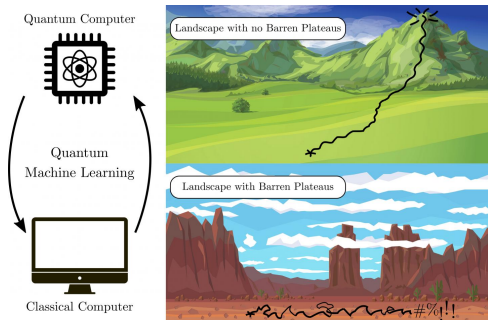 Quantum Computer
Quantum
Machine Learning
Classical Computer
Landscape with no Barren Plateaus
Landscape with Barren Plateaus
#%!!